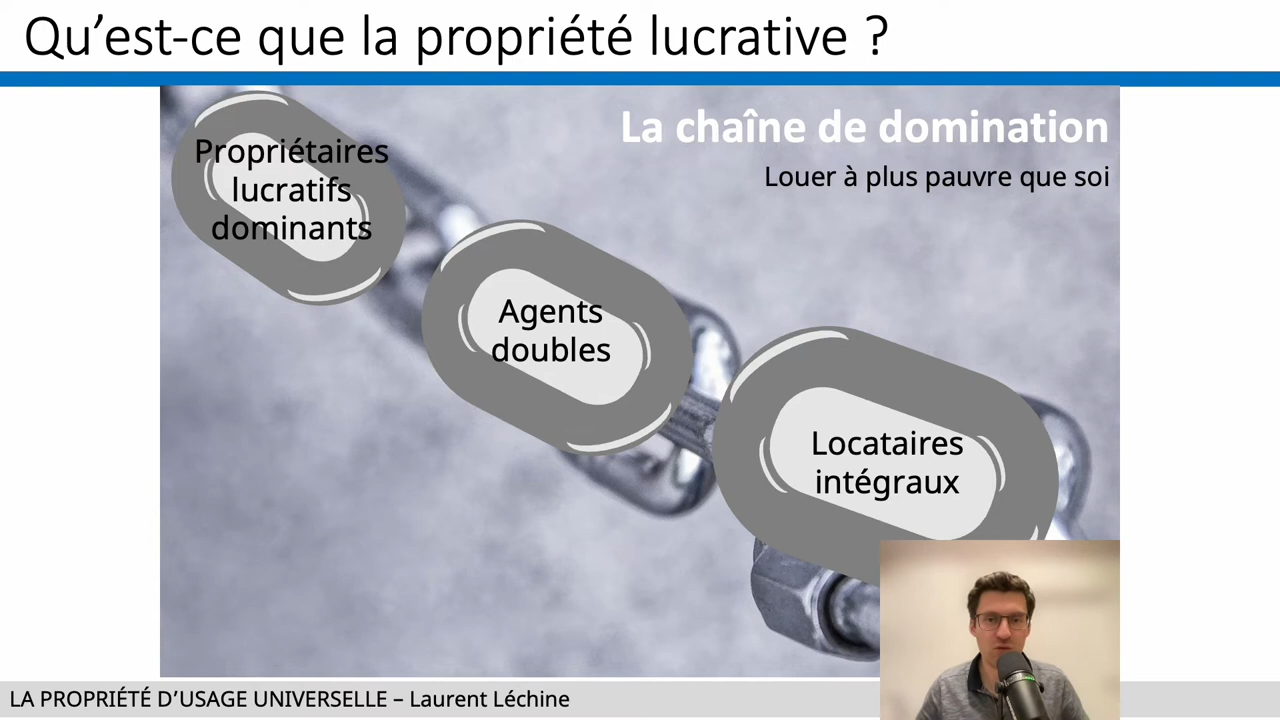 Qu’est-ce que la propriété lucrative ?
La chaîne de domination
Louer à plus pauvre que soi
Propriétaires
lucratifs
dominants
Agents
doubles
Locataires
intégraux
LA PROPRIÉTÉ D’USAGE UNIVERSELLE – Laurent Léchine